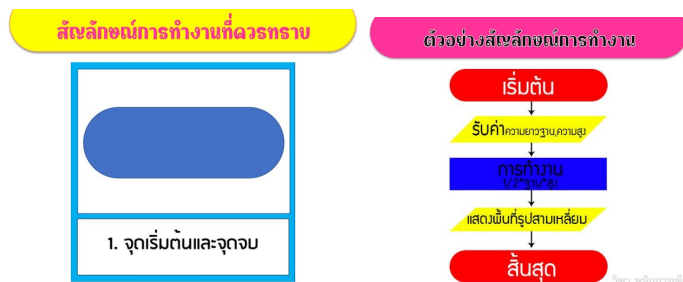 สัญลักษณ์การทำงานที่ควรทราบ
1. จุดเริ่มต้นและจุดจบ
ตัวอย่างสัญลักษณ์การทำงาน
เริ่มต้น
รับค่าความยาวฐาน,ความสูง
การทำงาน
1/2*ฐาน*สูง
แสดงพื้นที่รูปสามเหลี่ยม
สิ้นสุด